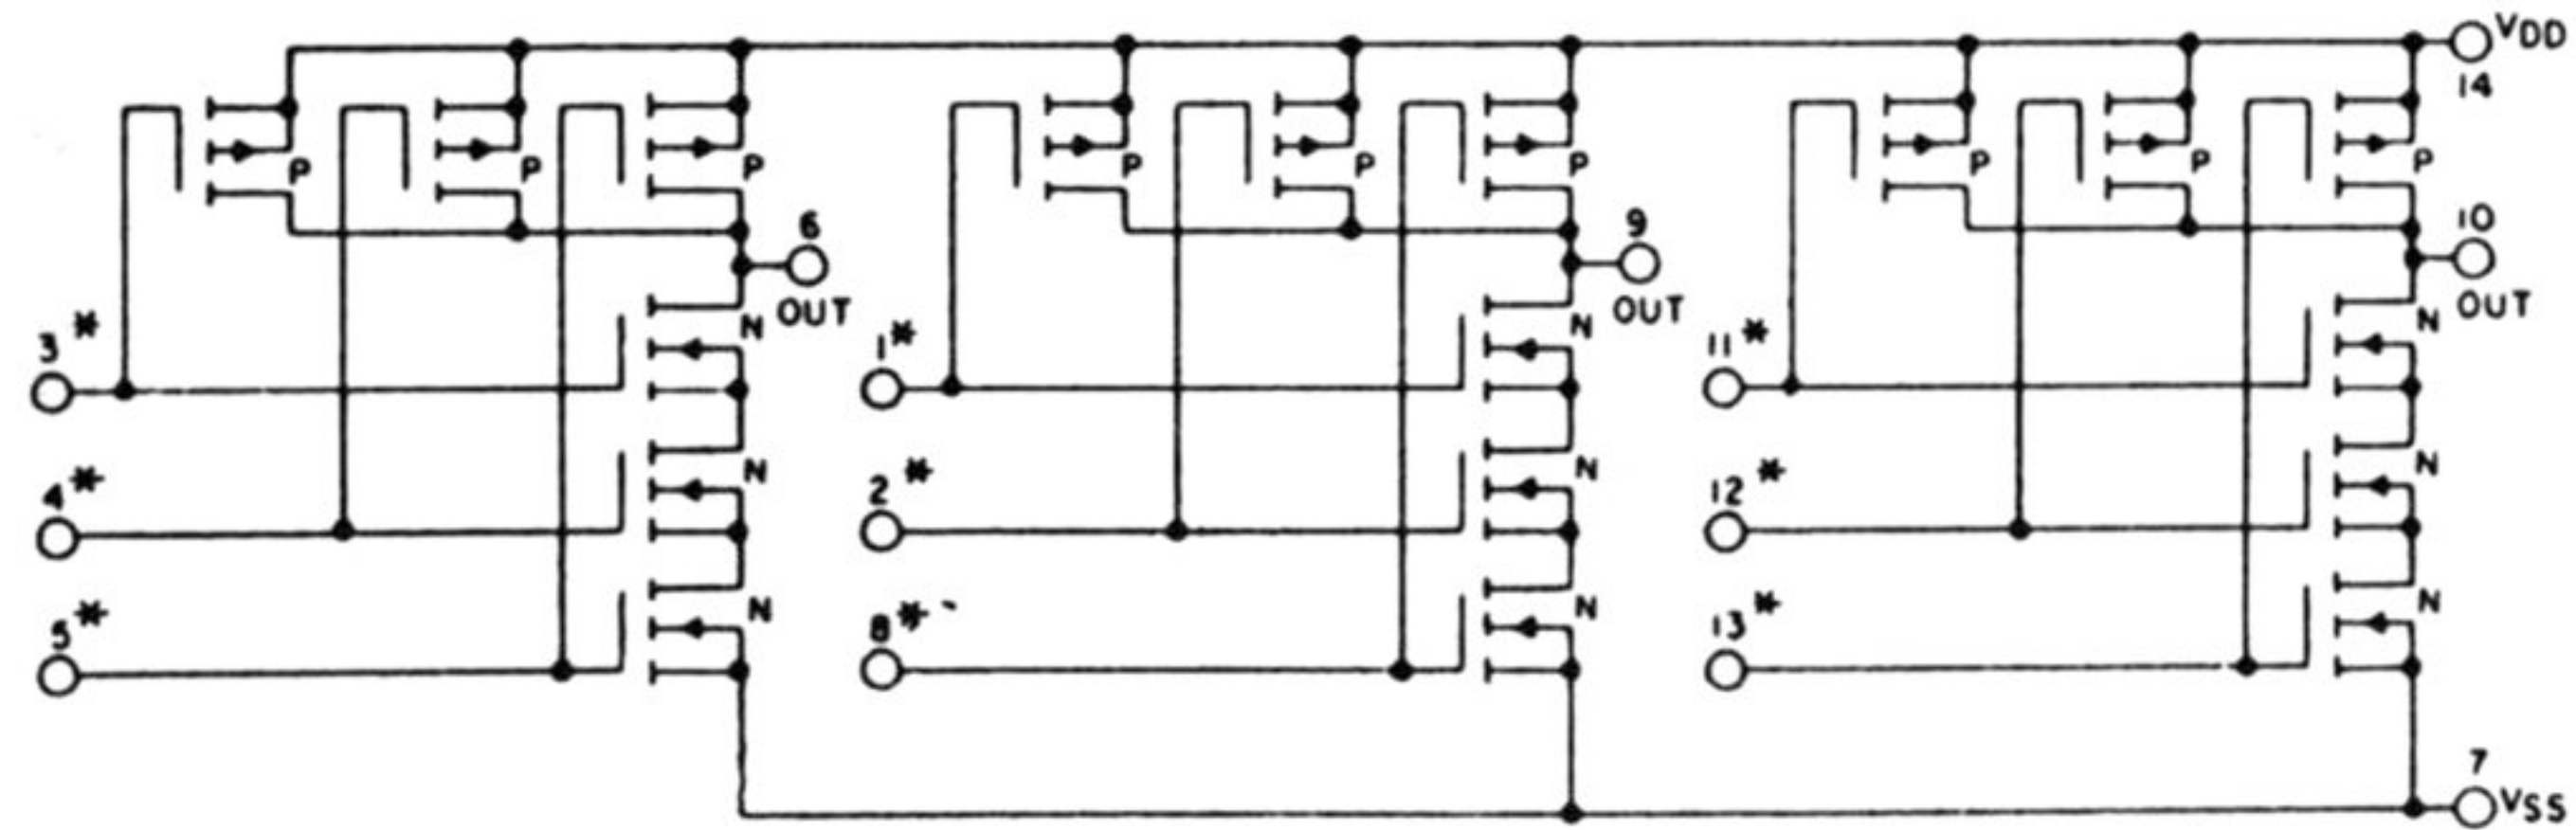 VDD
14
P P P P P P P P P
6 9 10
OUT OUT OUT
N N N
3* 1* 11*
N N N
4* 2* 12*
N N N
5* 8* 13*
7
VSS